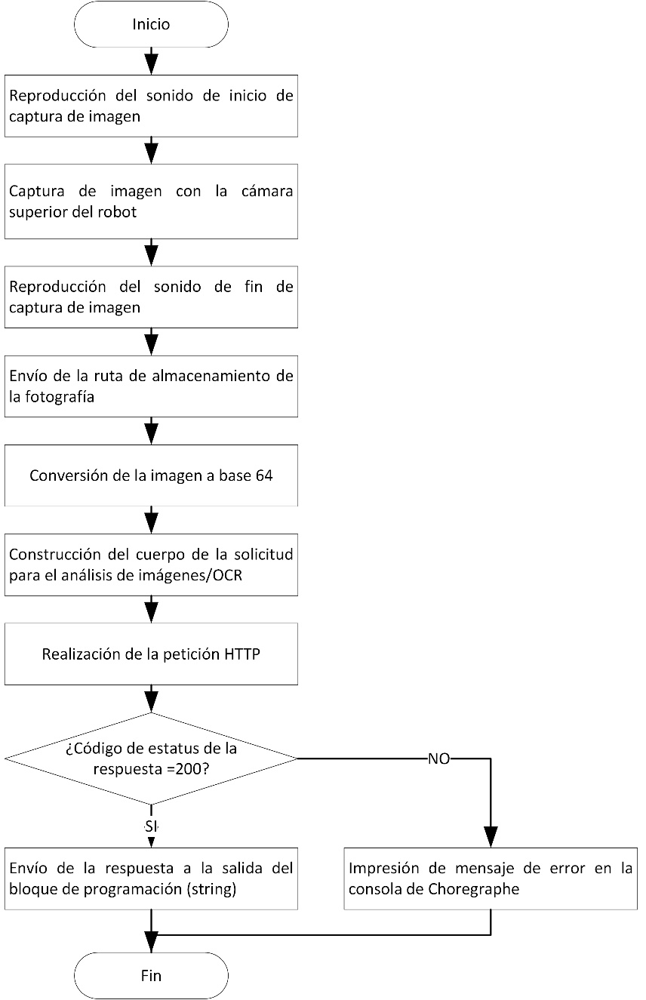 Inicio
Reproducción del sonido de inicio de
captura de imagen
Captura de imagen con la cámara
superior del robot
Reproducción del sonido de fin de
captura de imagen
Envío de la ruta de almacenamiento de
la fotografía
Conversión de la imagen a base 64
Construcción del cuerpo de la solicitud
para el análisis de imágenes/OCR
Realización de la petición HTTP
¿Código de estatus de la
respuesta =200?
NO
SI
Envío de la respuesta a la salida del
bloque de programación (string)
Impresión de mensaje de error en la
consola de Choregraphe
Fin